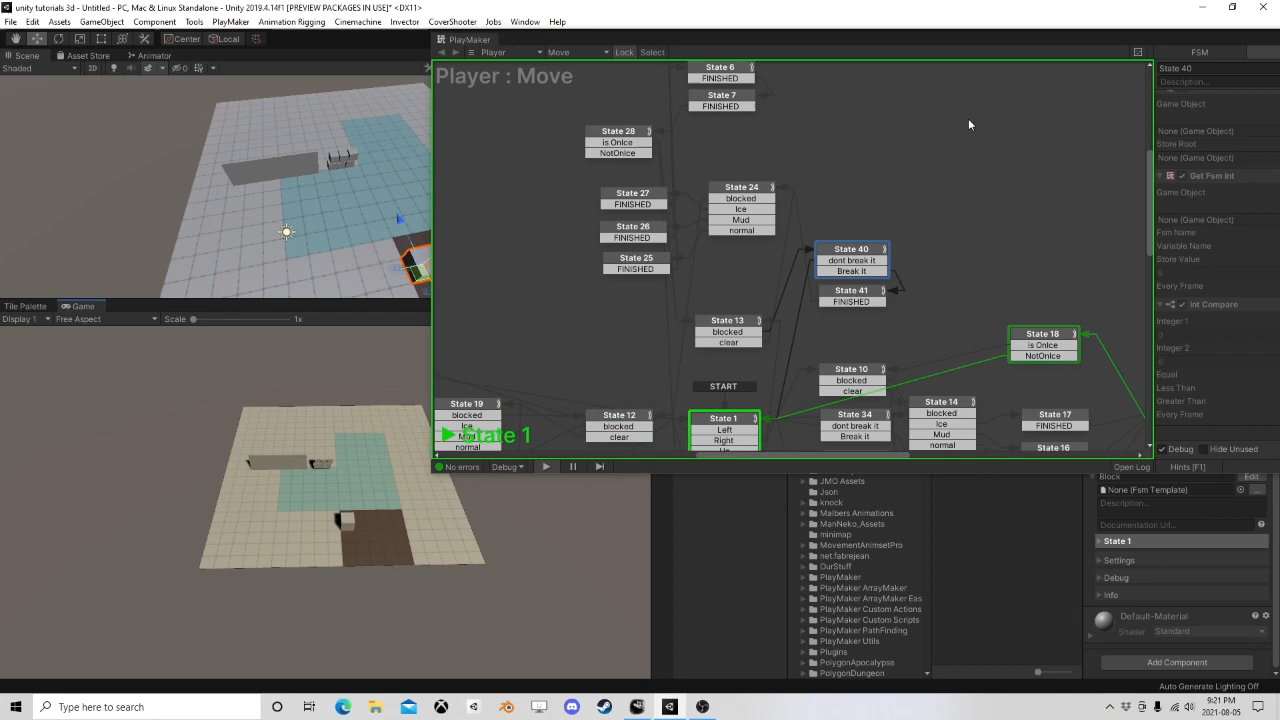 unity tutorials 3d - Untitled - PC, Mac & Linux Standalone - Unity 2019.4.14f1 [PREVIEW PACKAGES IN USE]* <DX11>
File Edit Assets GameObject Component Tools PlayMaker Animation Rigging Cinemachine Invector CoverShooter Jobs Window Help
Center Local
PlayMaker
Player Move Lock Select FSM
Scene Asset Store Animator
Shaded 2D 0
Player : Move
State 6
FINISHED
State 7
FINISHED
State 28
is OnIce
NotOnIce
State 27
FINISHED
State 26
FINISHED
State 25
FINISHED
State 24
blocked
Ice
Mud
normal
State 40
dont break it
Break it
State 41
FINISHED
State 13
blocked
clear
START
State 18
is OnIce
NotOnIce
State 10
blocked
clear
State 19
blocked
Ice
normal
State 12
blocked
clear
State 1
Left
Right
State 34
dont break it
Break it
State 14
blocked
Ice
Mud
normal
State 17
FINISHED
State 16
State 1
No errors Debug Open Log Hints [F1]
State 40
Description...
Game Object
None (Game Object)
Store Root
None (Game Object)
Get Fsm Int
Game Object
None (Game Object)
Fsm Name
Variable Name
Store Value
Every Frame
Int Compare
Integer 1
0
Integer 2
Equal
Less Than
Greater Than
Every Frame
Debug Hide Unused
Game
Display 1 Free Aspect Scale 1x
JMO Assets
Json
knock
Malbers Animations
ManNeko_Assets
minimap
MovementAnimsetPro
net.fabrejean
OurStuff
PlayMaker
PlayMaker ArrayMaker
PlayMaker ArrayMaker Eas
PlayMaker Custom Actions
PlayMaker Custom Scripts
PlayMaker PathFinding
PlayMaker Utils
Plugins
PolygonApocalypse
PolygonDungeon
Block Edit
None (Fsm Template) ...
Description...
Documentation Url...
State 1
Settings
Debug
Info
Default-Material
Shader Standard
Add Component
Auto Generate Lighting Off
Type here to search
9:21 PM
2021-08-05